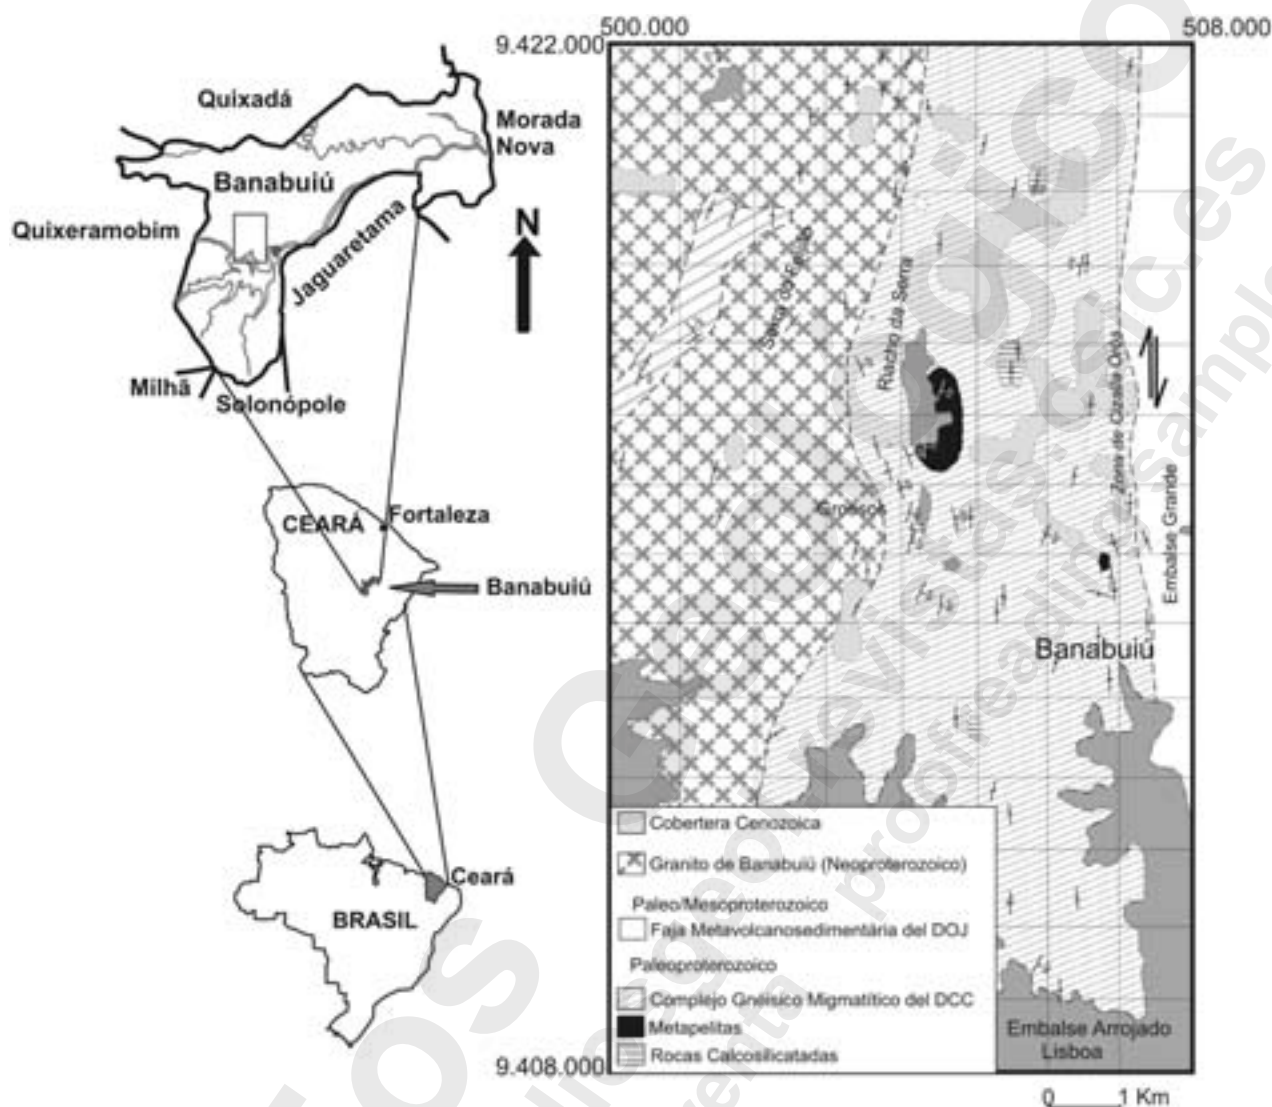 500.000
508.000
9.422.000
Quixadá
Morada
Nova
Banabuiú
Quixeramobim
N
Jaguaretama
Milhã
Solonópole
CEARÁ
Fortaleza
Banabuiú
Ceará
BRASIL
9.408.000
Riacho da Serra
Zona de Cizalla Orós
Embalse Grande
Grossos
Banabuiú
Cobertera Cenozoica
Granito de Banabuiú (Neoproterozoico)
Paleo/Mesoproterozoico
Faja Metavolcanosedimentária del DOJ
Paleoproterozoico
Complejo Gnéisico Migmatítico del DCC
Metapelitas
Rocas Calcosilicatadas
Embalse Arrojado
Lisboa
0 1 Km